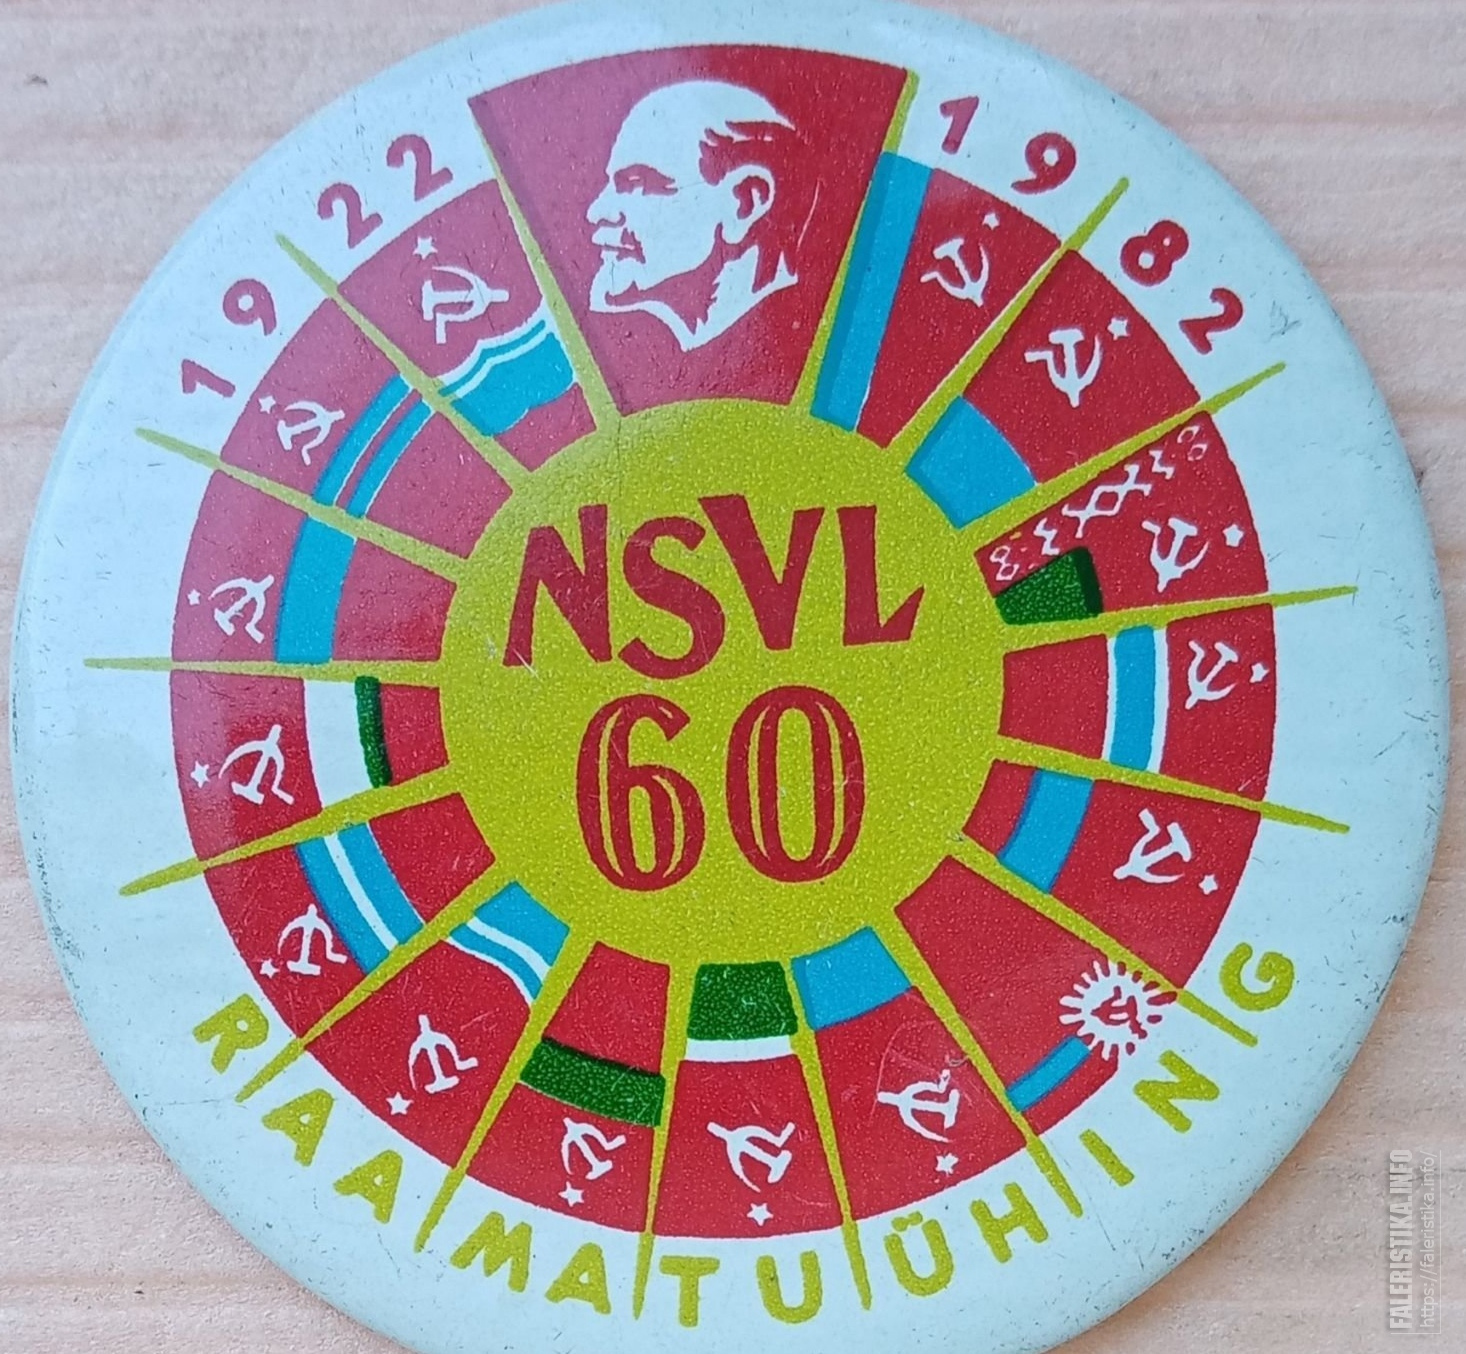 1922
1982
NSVL
60
RAAMATUÜHING
FALERISTIKA.INFO
https://faleristika.info/